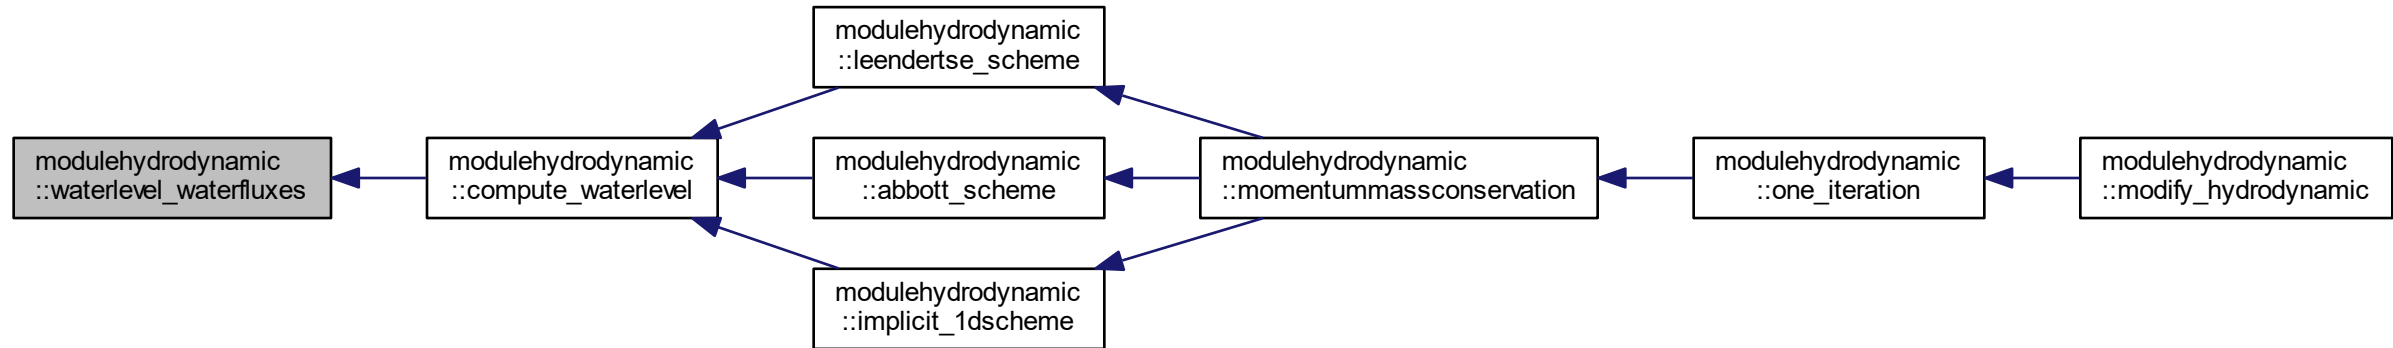 modulehydrodynamic
::waterlevel_waterfluxes
modulehydrodynamic
::compute_waterlevel
modulehydrodynamic
::leendertse_scheme
modulehydrodynamic
::abbott_scheme
modulehydrodynamic
::implicit_1dscheme
modulehydrodynamic
::momentummassconservation
modulehydrodynamic
::one_iteration
modulehydrodynamic
::modify_hydrodynamic